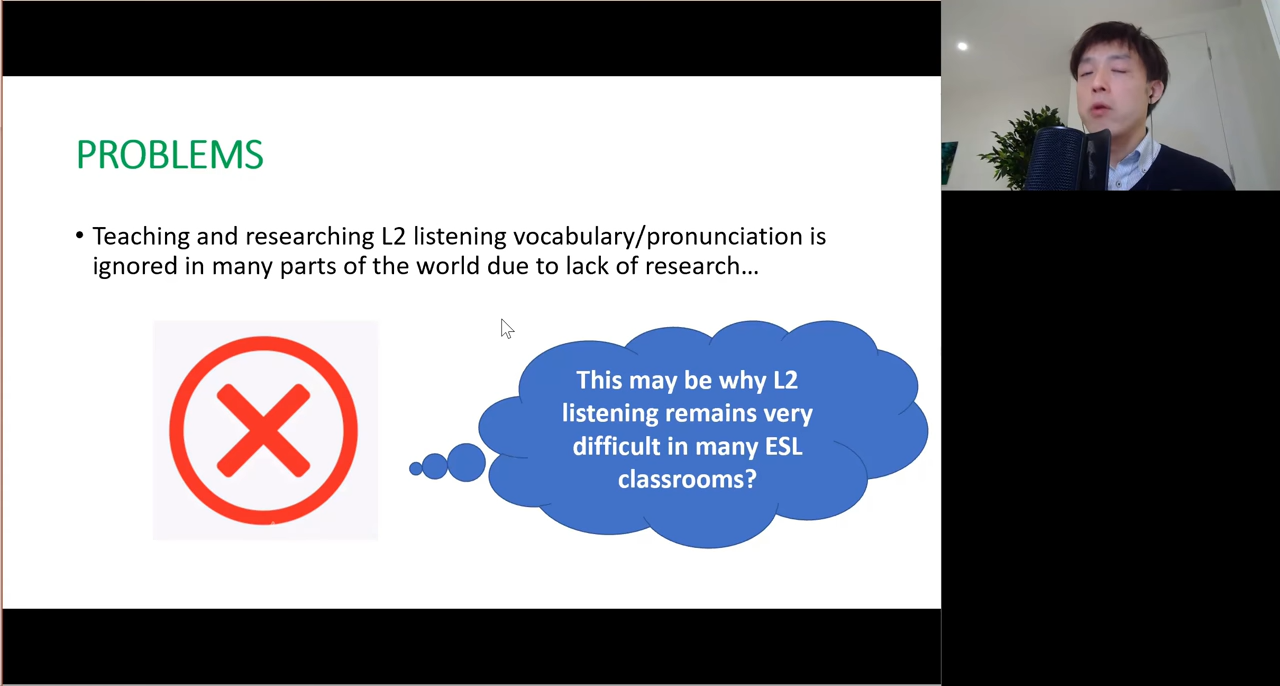 PROBLEMS
• Teaching and researching L2 listening vocabulary/pronunciation is
ignored in many parts of the world due to lack of research...
This may be why L2
listening remains very
difficult in many ESL
classrooms?